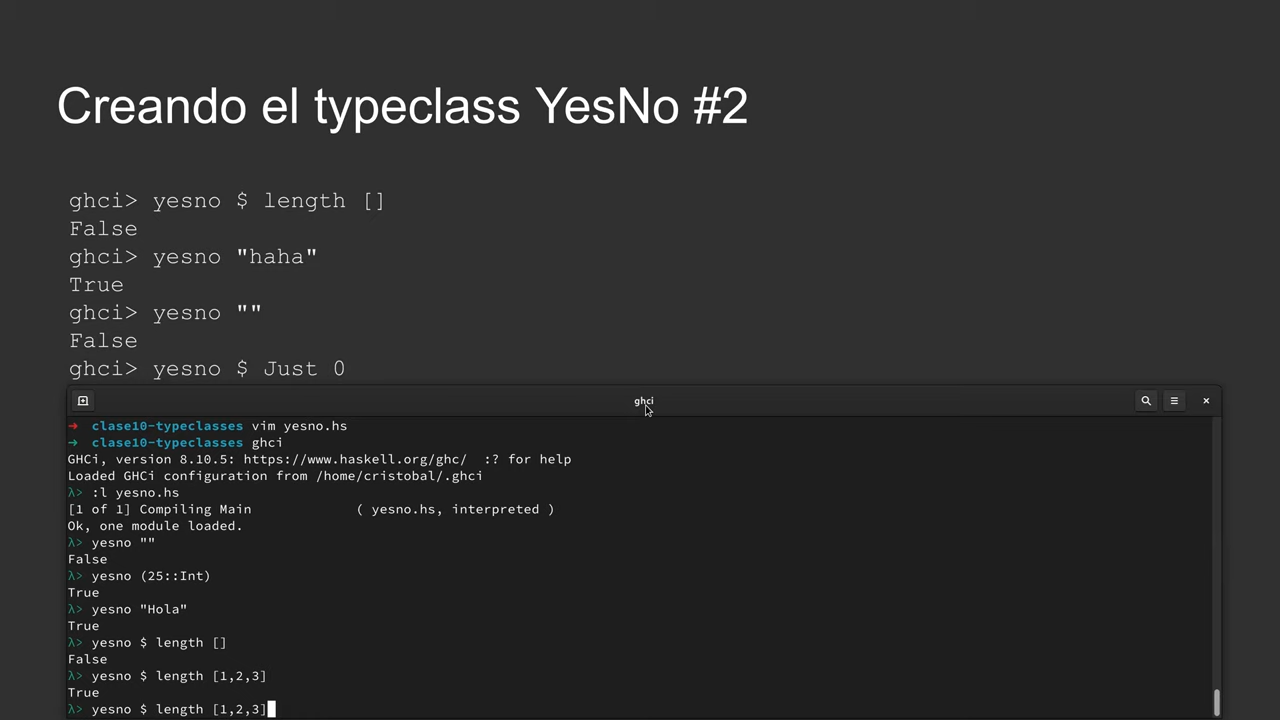 Creando el typeclass YesNo #2
ghci> yesno $ length []
False
ghci> yesno "haha"
True
ghci> yesno ""
False
ghci> yesno $ Just 0
ghci
➜ clase10-typeclasses vim yesno.hs
➜ clase10-typeclasses ghci
GHCi, version 8.10.5: https://www.haskell.org/ghc/  :? for help
Loaded GHCi configuration from /home/cristobal/.ghci
λ> :l yesno.hs
[1 of 1] Compiling Main             ( yesno.hs, interpreted )
Ok, one module loaded.
λ> yesno ""
False
λ> yesno (25::Int)
True
λ> yesno "Hola"
True
λ> yesno $ length []
False
λ> yesno $ length [1,2,3]
True
λ> yesno $ length [1,2,3]